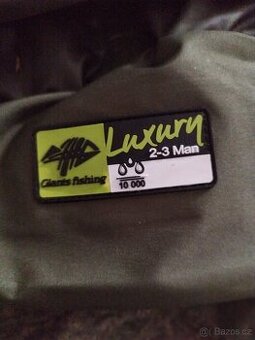 Luxury
2-3 Man
Giants fishing
10 000
Bazos.cz